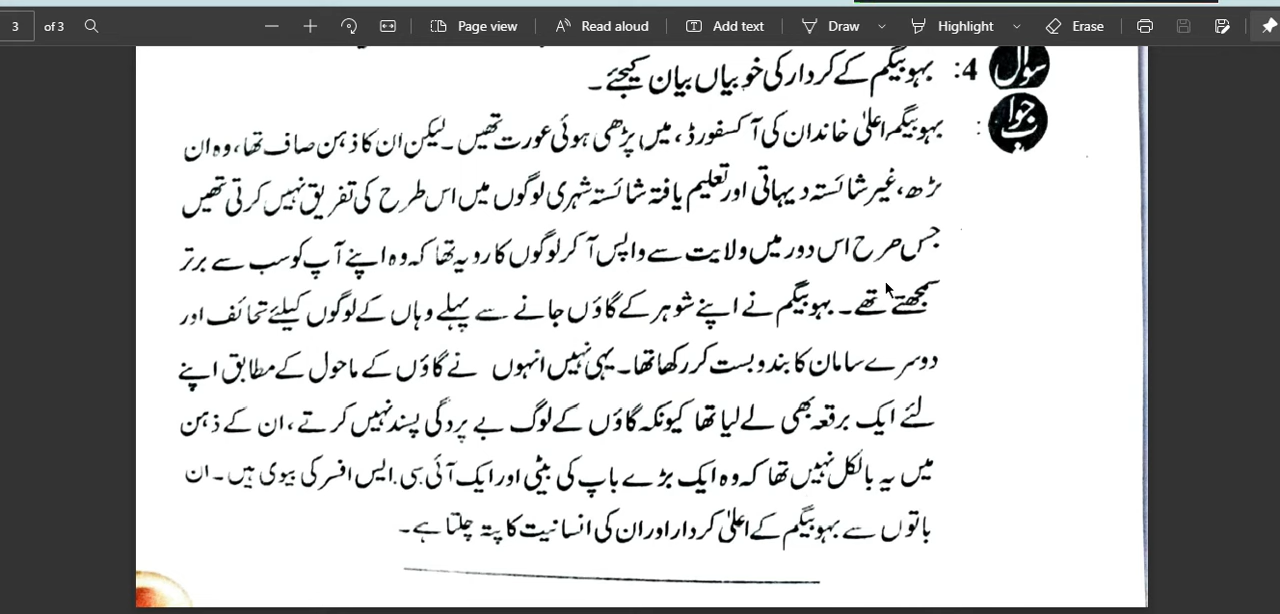 3 of 3 Page view Read aloud Add text Draw Highlight Erase
سوال 4: بہو بیگم کے کردار کی خوبیاں بیان کیجئے۔
جواب : بہو بیگم اعلیٰ خاندان کی آکسفورڈ، میں پڑھی ہوئی عورت تھیں۔ لیکن ان کا ذہن صاف تھا، وہ ان
پڑھ، غیر شائستہ دیہاتی اور تعلیم یافتہ شائستہ شہری لوگوں میں اس طرح کی تفریق نہیں کرتی تھیں
جس طرح اس دور میں ولایت سے واپس آ کر لوگوں کا رویہ تھا کہ وہ اپنے آپ کو سب سے برتر
سمجھتے تھے۔ بہو بیگم نے اپنے شوہر کے گاؤں جانے سے پہلے وہاں کے لوگوں کیلئے تحائف اور
دوسرے سامان کا بندوبست کر رکھا تھا۔ یہی نہیں انہوں نے گاؤں کے ماحول کے مطابق اپنے
لئے ایک برقعہ بھی لے لیا تھا کیونکہ گاؤں کے لوگ بے پردگی پسند نہیں کرتے، ان کے ذہن
میں یہ بالکل نہیں تھا کہ وہ ایک بڑے باپ کی بیٹی اور ایک آئی سی۔ایس افسر کی بیوی ہیں۔ ان
باتوں سے بہو بیگم کے اعلیٰ کردار اور ان کی انسانیت کا پتہ چلتا ہے۔